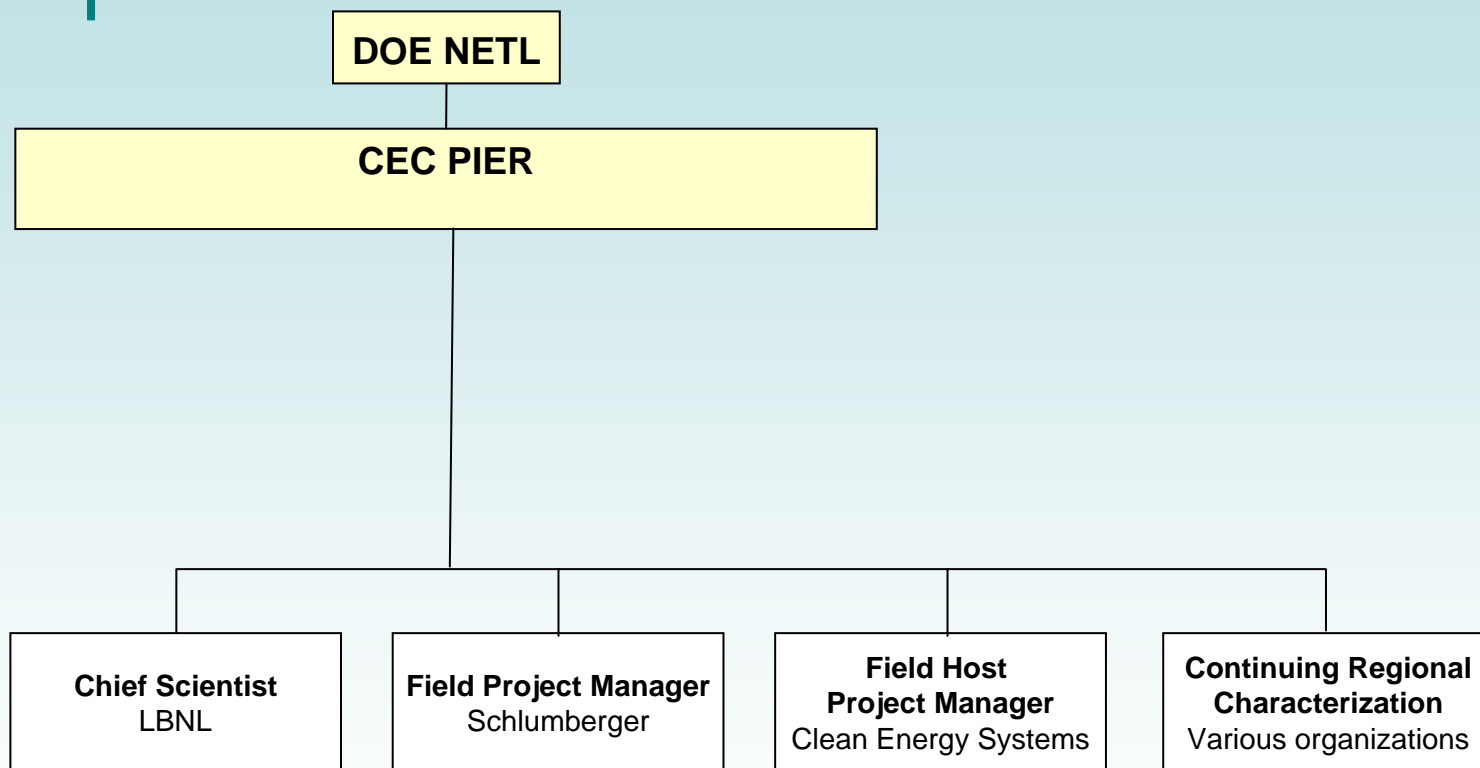 DOE NETL
CEC PIER
Chief Scientist
LBNL
Field Project Manager
Schlumberger
Field Host
Project Manager
Clean Energy Systems
Continuing Regional
Characterization
Various organizations